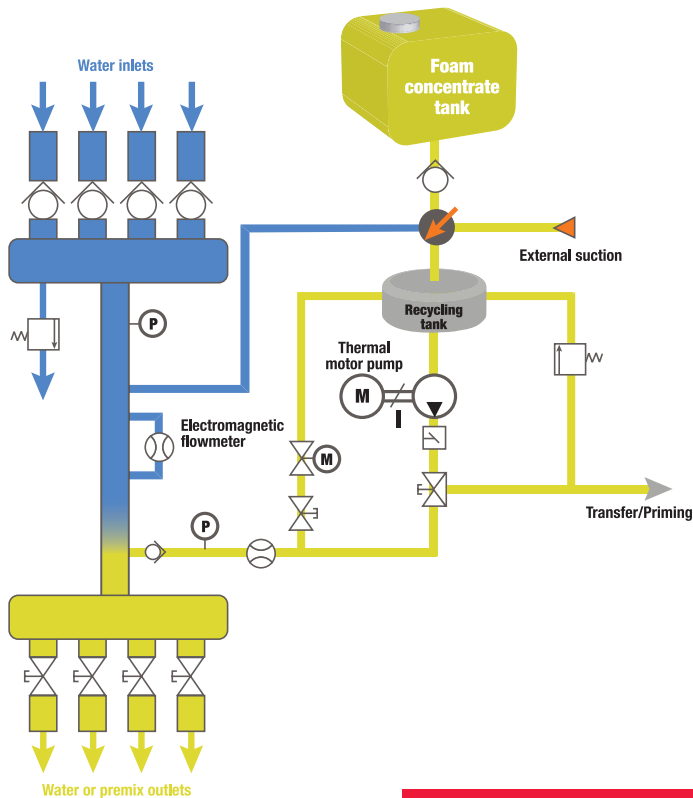 Water inlets
Foam
concentrate
tank
External suction
Recycling
tank
P
Thermal
motor pump
M
Electromagnetic
flowmeter
M
Transfer/Priming
P
Water or premix outlets